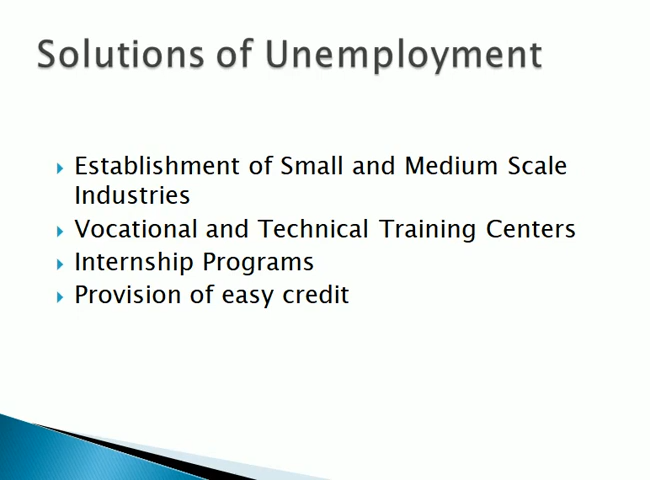 Solutions of Unemployment
Establishment of Small and Medium Scale
Industries
Vocational and Technical Training Centers
Internship Programs
Provision of easy credit